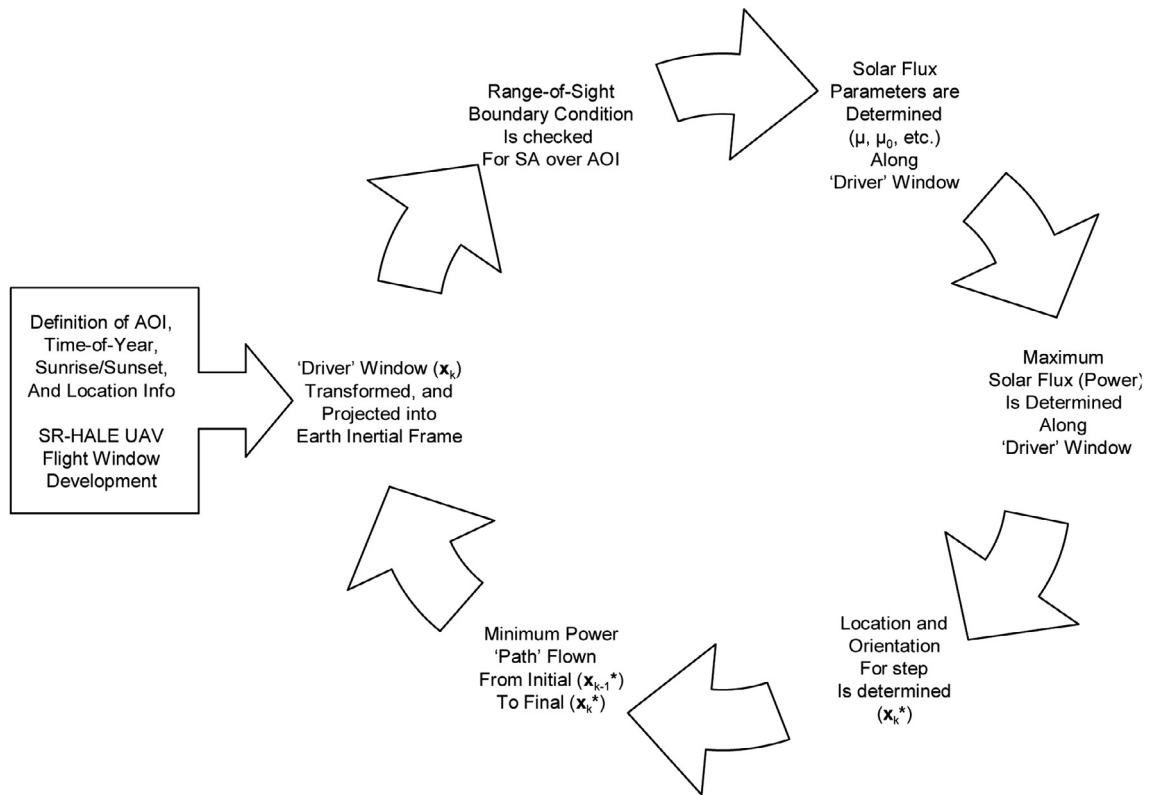 Definition of AOI,
Time-of-Year,
Sunrise/Sunset,
And Location Info
SR-HALE UAV
Flight Window
Development
‘Driver’ Window (xₖ)
Transformed, and
Projected into
Earth Inertial Frame
Range-of-Sight
Boundary Condition
Is checked
For SA over AOI
Solar Flux
Parameters are
Determined
(μ, μ₀, etc.)
Along
‘Driver’ Window
Maximum
Solar Flux (Power)
Is Determined
Along
‘Driver’ Window
Location and
Orientation
For step
Is determined
(xₖ*)
Minimum Power
‘Path’ Flown
From Initial (xₖ₋₁*)
To Final (xₖ*)